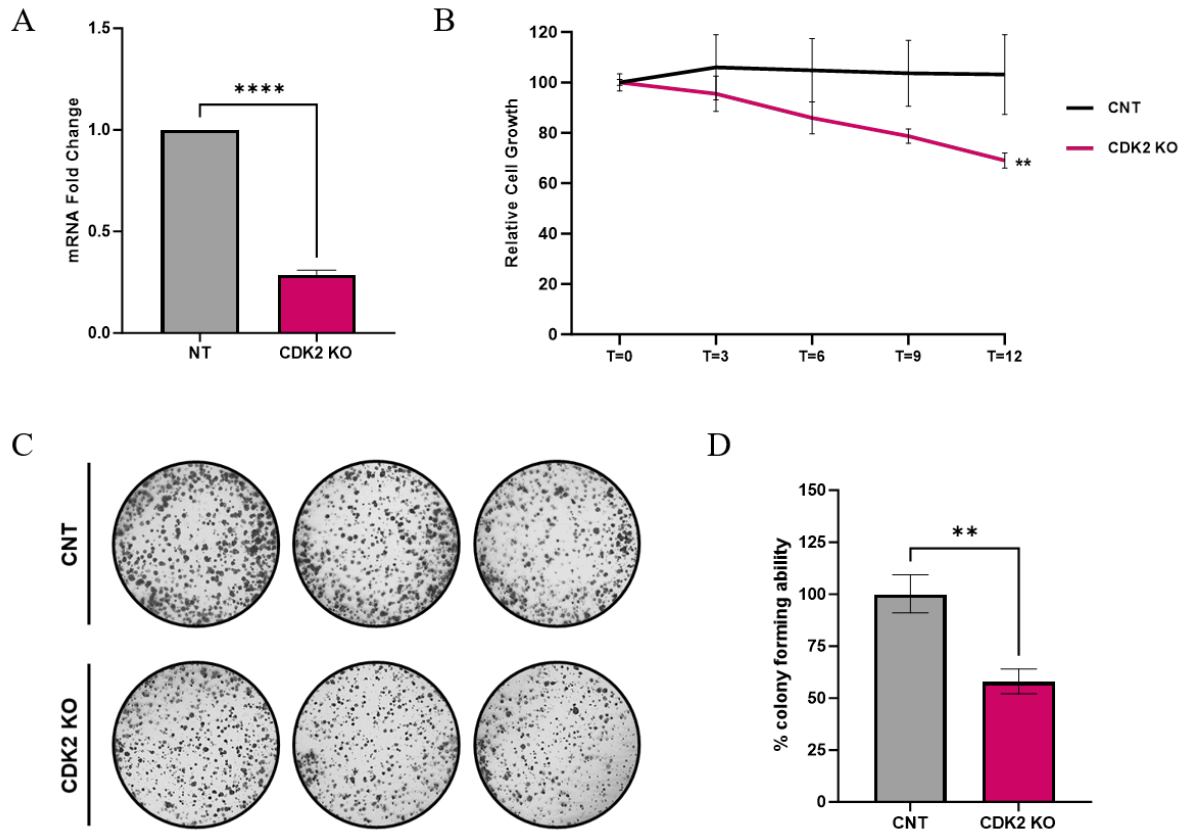 A
mRNA Fold Change
1.5
1.0
0.5
0.0
****
NT
CDK2 KO
B
Relative Cell Growth
120
100
80
60
40
20
0
**
T=0
T=3
T=6
T=9
T=12
CNT
CDK2 KO
C
CNT
CDK2 KO
D
% colony forming ability
150
125
100
75
50
25
0
**
CNT
CDK2 KO